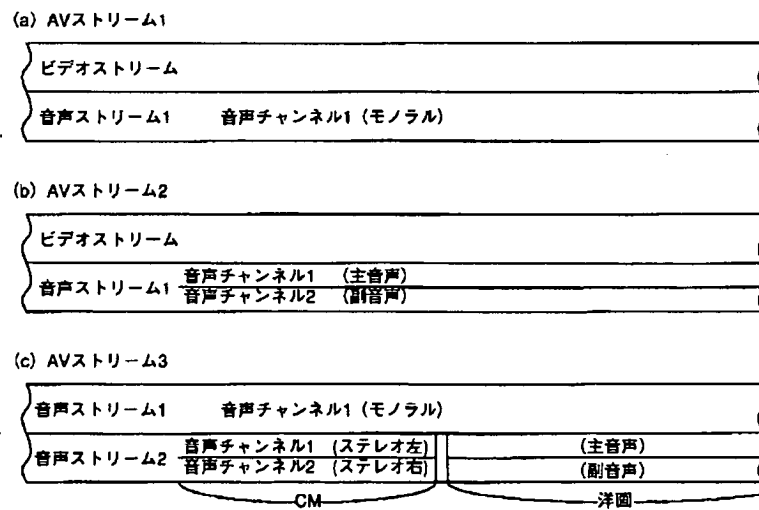 (a) AVストリーム1
ビデオストリーム
音声ストリーム1 音声チャンネル1 (モノラル)
(b) AVストリーム2
ビデオストリーム
音声ストリーム1
音声チャンネル1 (主音声)
音声チャンネル2 (副音声)
(c) AVストリーム3
音声ストリーム1 音声チャンネル1 (モノラル)
音声ストリーム2
音声チャンネル1 (ステレオ左) (主音声)
音声チャンネル2 (ステレオ右) (副音声)
CM 洋画